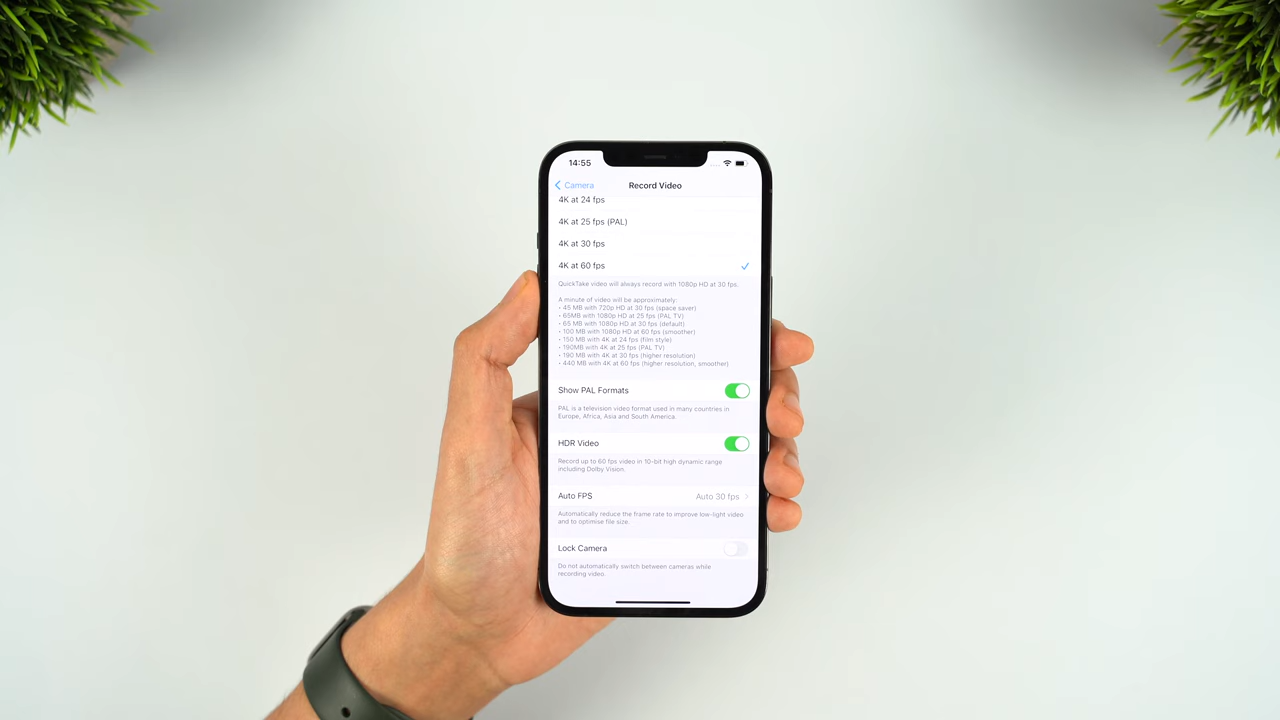 14:55
Camera
Record Video
4K at 24 fps
4K at 25 fps (PAL)
4K at 30 fps
4K at 60 fps
QuickTake video will always record with 1080p HD at 30 fps.
A minute of video will be approximately:
• 45 MB with 720p HD at 30 fps (space saver)
• 65MB with 1080p HD at 25 fps (PAL TV)
• 65 MB with 1080p HD at 30 fps (default)
• 100 MB with 1080p HD at 60 fps (smoother)
• 150 MB with 4K at 24 fps (film style)
• 190MB with 4K at 25 fps (PAL TV)
• 190 MB with 4K at 30 fps (higher resolution)
• 440 MB with 4K at 60 fps (higher resolution, smoother)
Show PAL Formats
PAL is a television video format used in many countries in
Europe, Africa, Asia and South America.
HDR Video
Record up to 60 fps video in 10-bit high dynamic range
including Dolby Vision.
Auto FPS
Auto 30 fps
Automatically reduce the frame rate to improve low-light video
and to optimise file size.
Lock Camera
Do not automatically switch between cameras while
recording video.